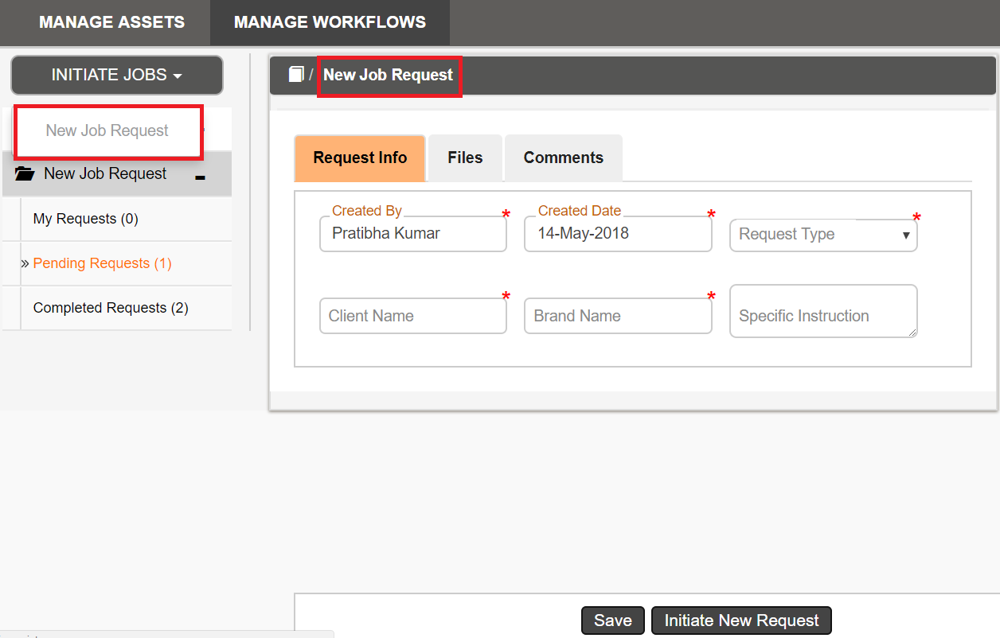 MANAGE ASSETS MANAGE WORKFLOWS
INITIATE JOBS
New Job Request
New Job Request
My Requests (0)
» Pending Requests (1)
Completed Requests (2)
/ New Job Request
Request Info Files Comments
Created By * Created Date * *
Pratibha Kumar 14-May-2018 Request Type
* *
Client Name Brand Name Specific Instruction
Save Initiate New Request